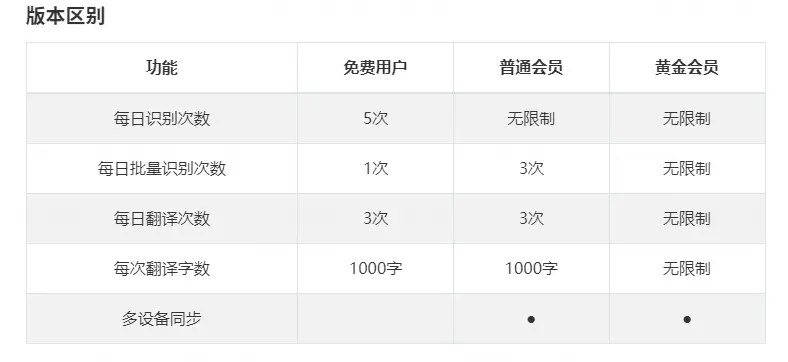 版本区别
功能 免费用户 普通会员 黄金会员
每日识别次数 5次 无限制 无限制
每日批量识别次数 1次 3次 无限制
每日翻译次数 3次 3次 无限制
每次翻译字数 1000字 1000字 无限制
多设备同步 ● ●